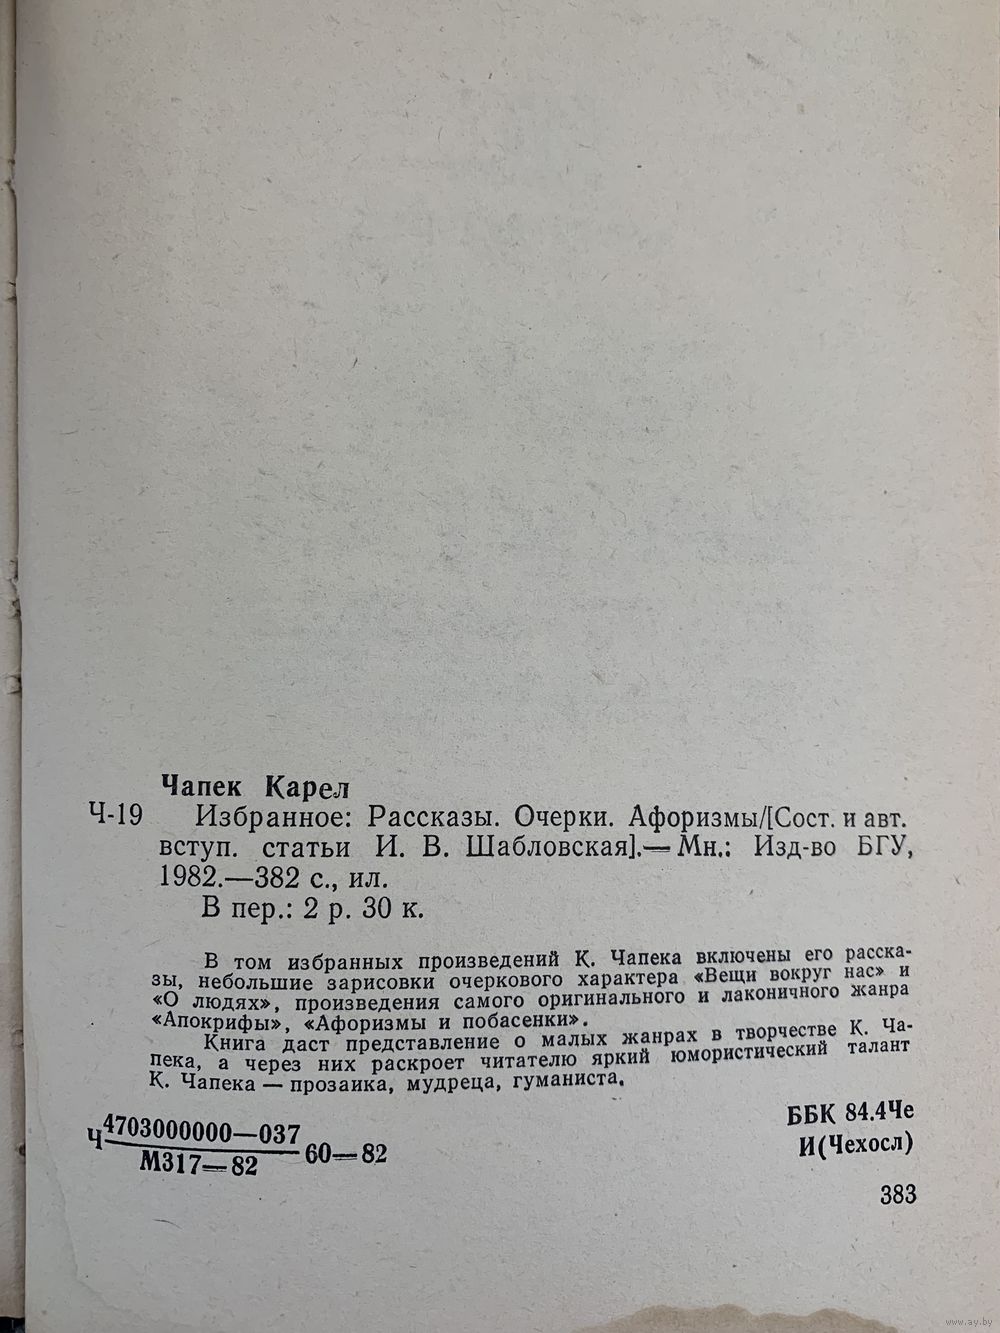 Чапек Карел
Ч-19 Избранное: Рассказы. Очерки. Афоризмы/[Сост. и авт.
вступ. статьи И. В. Шабловская].— Мн.: Изд-во БГУ,
1982.—382 с., ил.
В пер.: 2 р. 30 к.
В том избранных произведений К. Чапека включены его расска-
зы, небольшие зарисовки очеркового характера «Вещи вокруг нас» и
«О людях», произведения самого оригинального и лаконичного жанра
«Апокрифы», «Афоризмы и побасенки».
Книга даст представление о малых жанрах в творчестве К. Ча-
пека, а через них раскроет читателю яркий юмористический талант
К. Чапека — прозаика, мудреца, гуманиста.
Ч 4703000000—037
М317—82 60—82
ББК 84.4Че
И(Чехосл)
383
www.ay.by